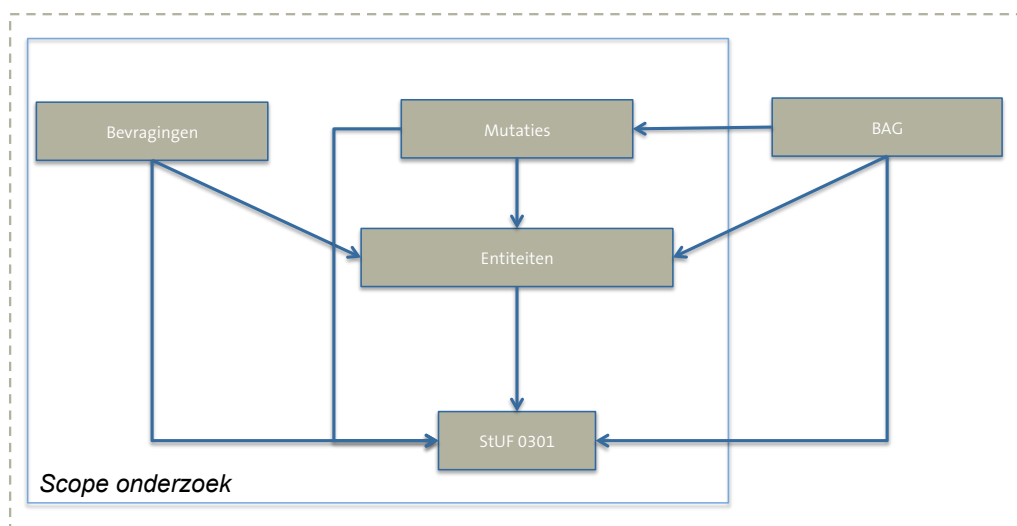 Bevragingen
Mutaties
BAG
Entiteiten
StUF 0301
Scope onderzoek